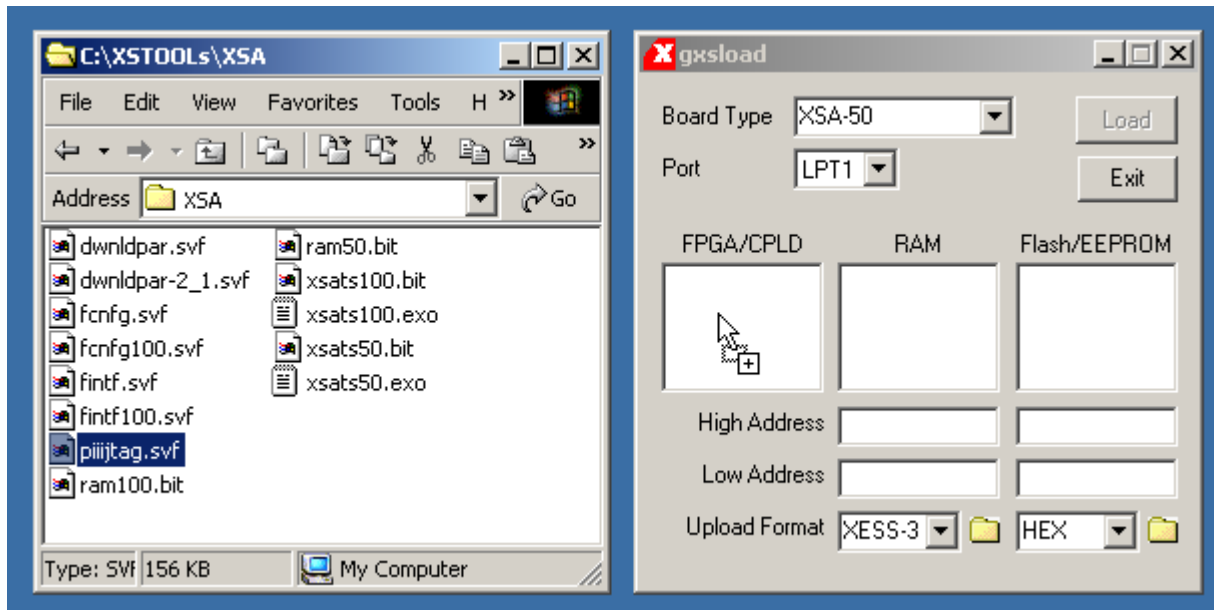 C:\XSTOOLs\XSA
File Edit View Favorites Tools H »
»
Address XSA Go
dwnldpar.svf
dwnldpar-2_1.svf
fcnfg.svf
fcnfg100.svf
fintf.svf
fintf100.svf
piiijtag.svf
ram100.bit
ram50.bit
xsats100.bit
xsats100.exo
xsats50.bit
xsats50.exo
Type: SVF 156 KB My Computer
X gxsload
Board Type XSA-50 Load
Port LPT1 Exit
FPGA/CPLD RAM Flash/EEPROM
High Address
Low Address
Upload Format XESS-3 HEX